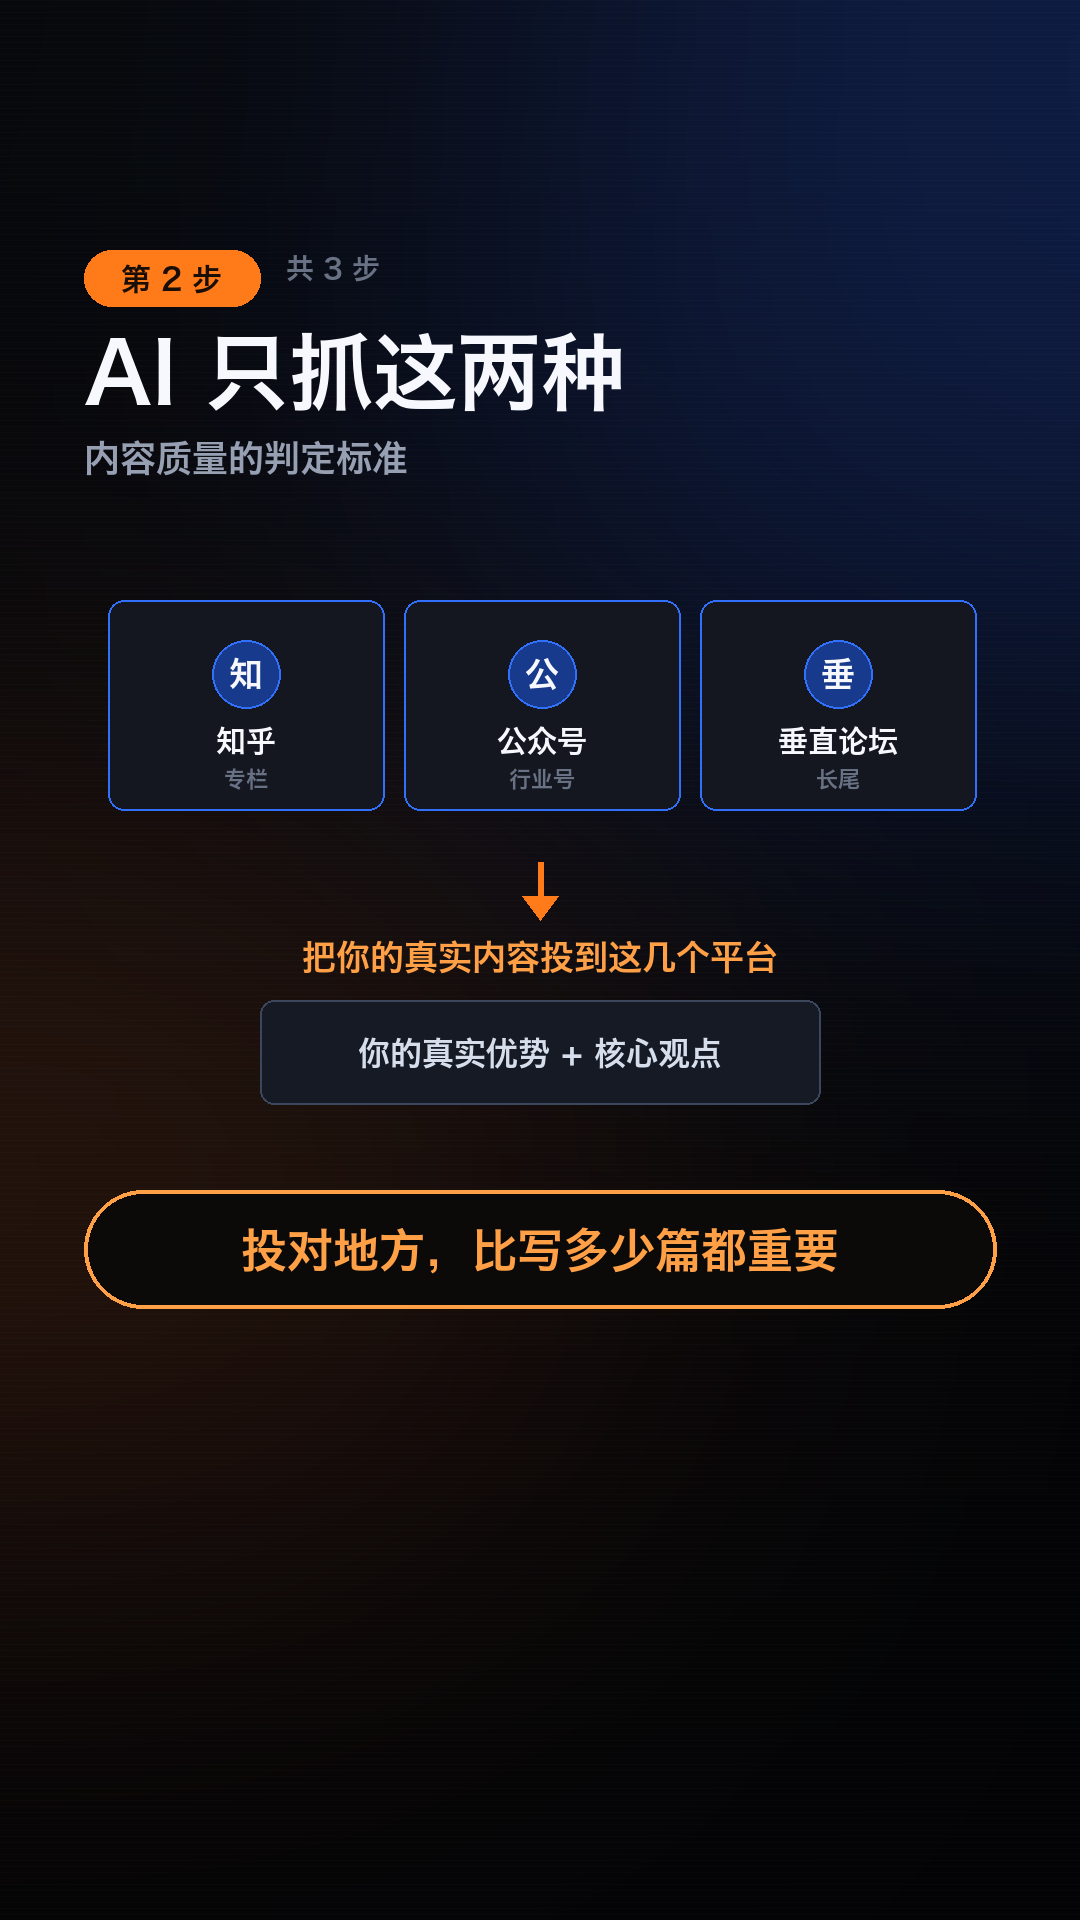 第 2 步
共 3 步
AI 只抓这两种
内容质量的判定标准
知
知乎
专栏
公
公众号
行业号
垂
垂直论坛
长尾
把你的真实内容投到这几个平台
你的真实优势 + 核心观点
投对地方，比写多少篇都重要